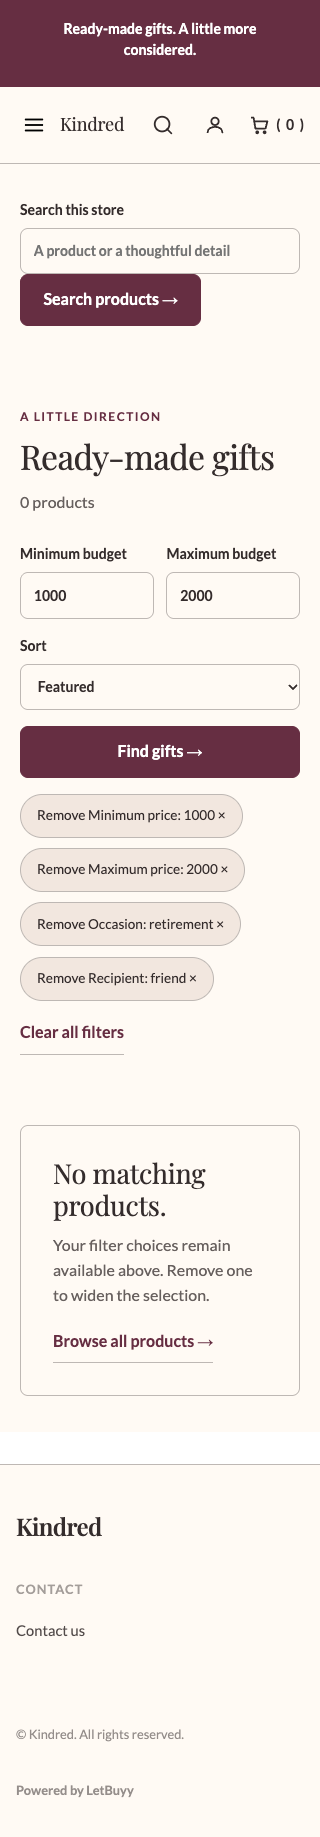 Ready-made gifts. A little more
considered.
Kindred
( 0 )
Search this store
A product or a thoughtful detail
Search products →
A LITTLE DIRECTION
Ready-made gifts
0 products
Minimum budget
Maximum budget
1000
2000
Sort
Featured
Find gifts →
Remove Minimum price: 1000 ×
Remove Maximum price: 2000 ×
Remove Occasion: retirement ×
Remove Recipient: friend ×
Clear all filters
No matching
products.
Your filter choices remain
available above. Remove one
to widen the selection.
Browse all products →
Kindred
CONTACT
Contact us
© Kindred. All rights reserved.
Powered by LetBuyy